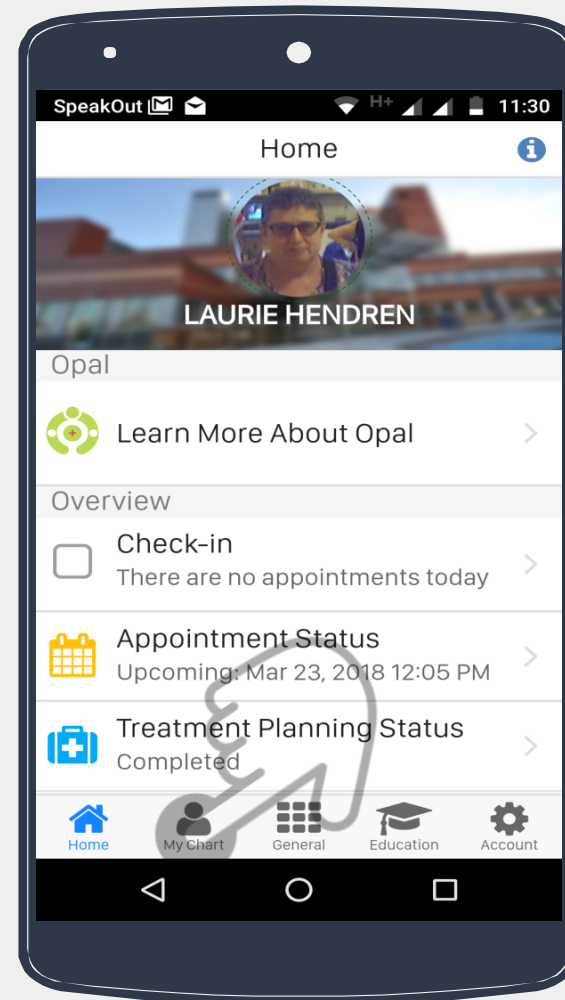 SpeakOut H+ 11:30
Home
LAURIE HENDREN
Opal
Learn More About Opal
Overview
Check-in
There are no appointments today
Appointment Status
Upcoming: Mar 23, 2018 12:05 PM
Treatment Planning Status
Completed
Home My Chart General Education Account